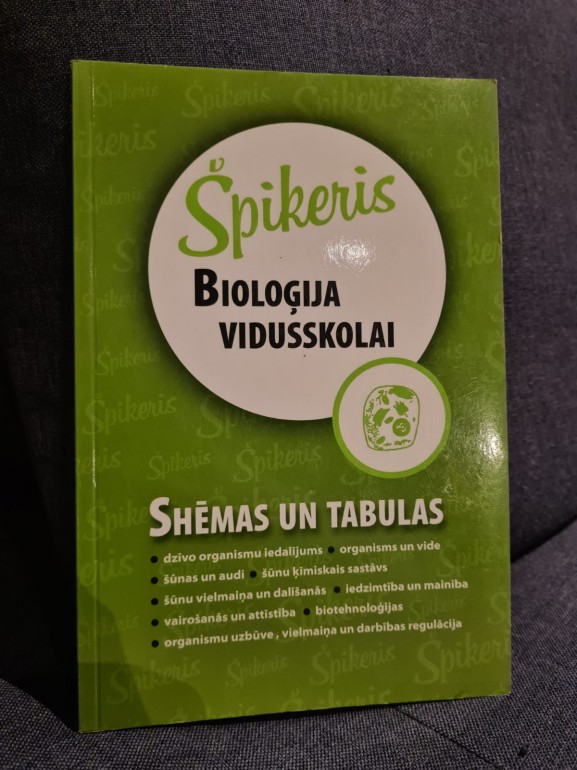 Špikeris
BIOLOĢIJA
VIDUSSKOLAI
SHĒMAS UN TABULAS
• dzīvo organismu iedalījums • organisms un vide
• šūnas un audi • šūnu ķīmiskais sastāvs
• šūnu vielmaiņa un dalīšanās • iedzimtība un mainība
• vairošanās un attīstība • biotehnoloģijas
• organismu uzbūve, vielmaiņa un darbības regulācija